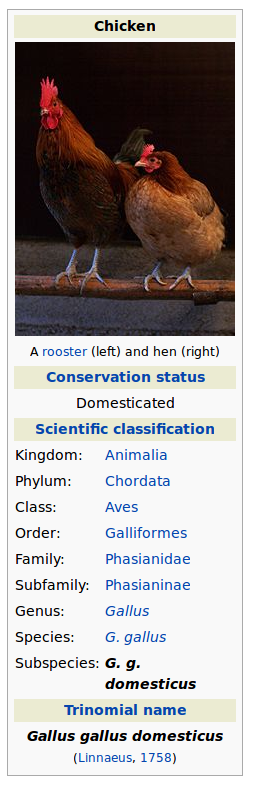 Chicken
A rooster (left) and hen (right)
Conservation status
Domesticated
Scientific classification
Kingdom: Animalia
Phylum: Chordata
Class: Aves
Order: Galliformes
Family: Phasianidae
Subfamily: Phasianinae
Genus: Gallus
Species: G. gallus
Subspecies: G. g.
domesticus
Trinomial name
Gallus gallus domesticus
(Linnaeus, 1758)